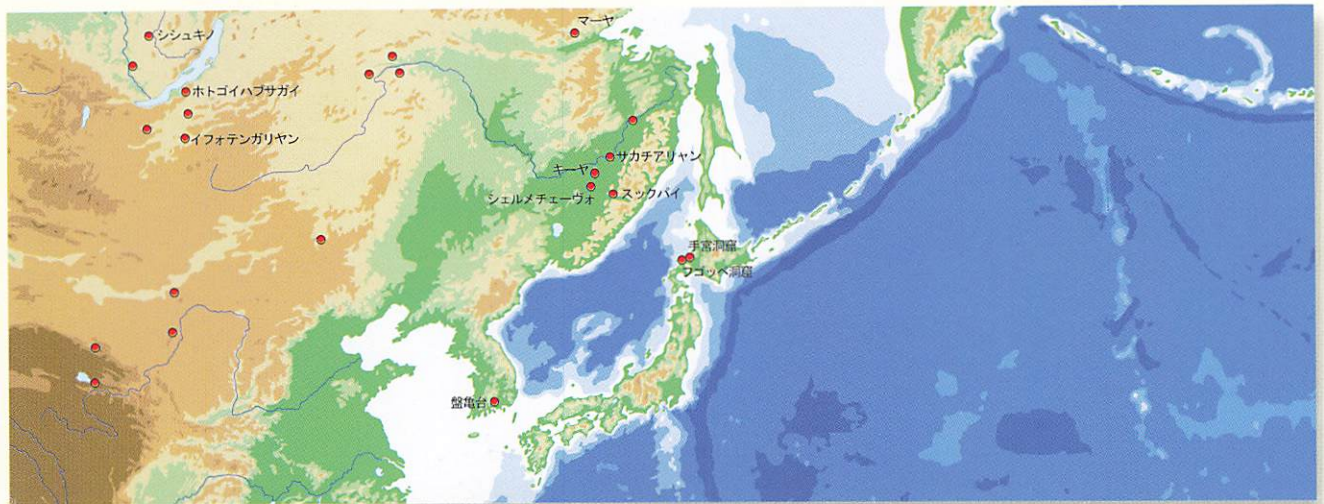 マーヤ
シシュキノ
ホトゴイハブサガイ
イフォテンガリヤン
サカチアリャン
キーヤ
シェルメチェーヴォ
スックバイ
手宮洞窟
フゴッペ洞窟
盤亀台